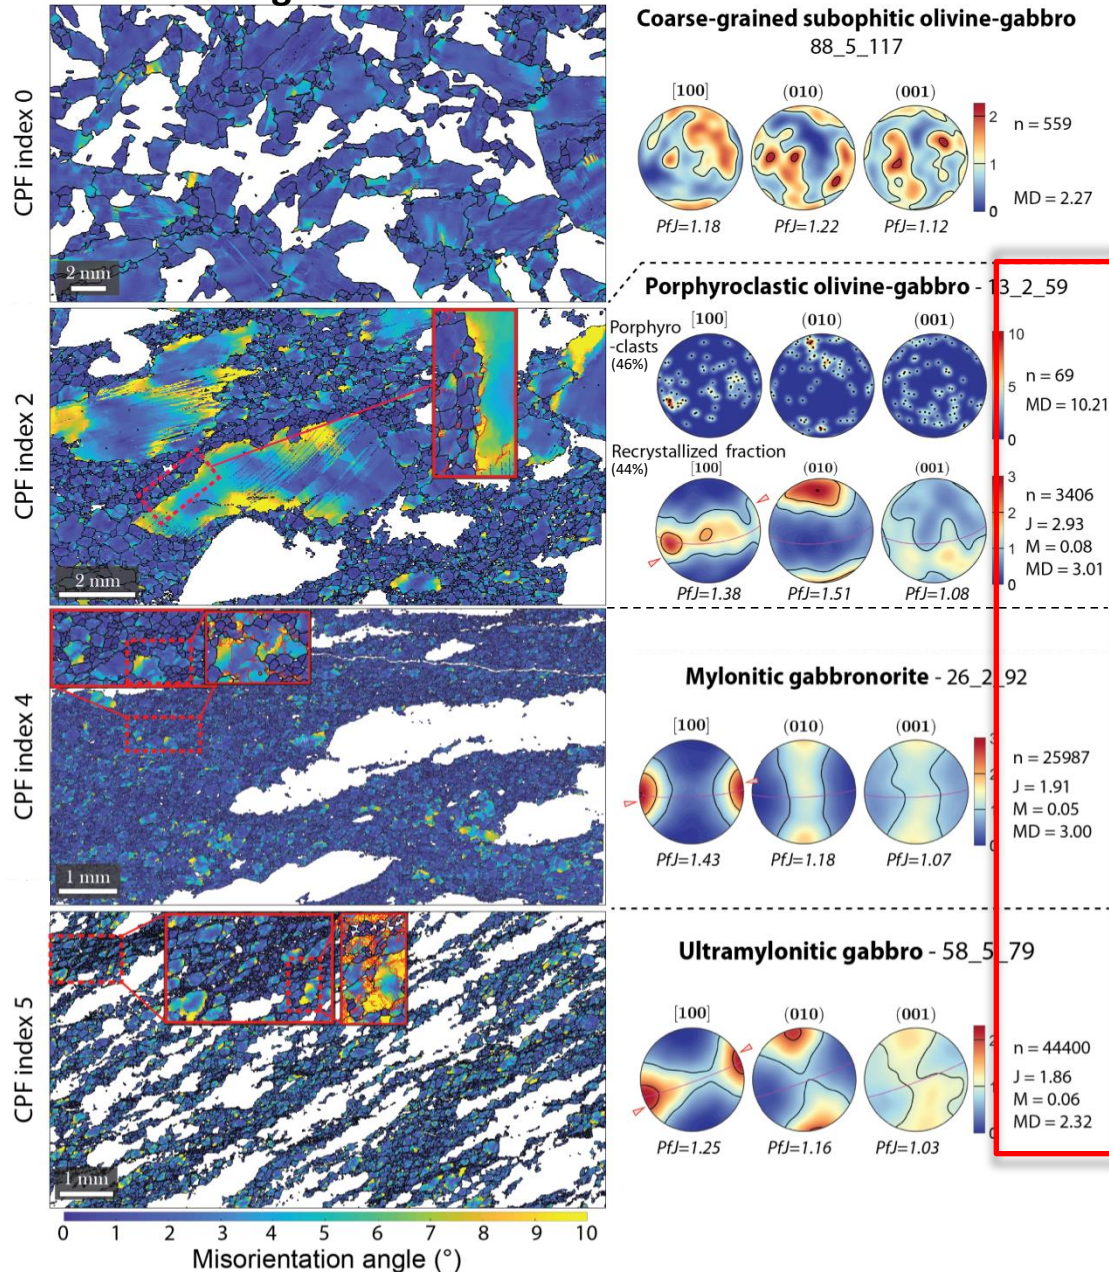 CPF index 0
2 mm
Coarse-grained subophitic olivine-gabbro
88_5_117
[100] (010) (001)
2
1
0
n = 559
MD = 2.27
PfJ=1.18 PfJ=1.22 PfJ=1.12
CPF index 2
2 mm
Porphyroclastic olivine-gabbro - 13_2_59
Porphyro
-clasts
(46%)
[100] (010) (001)
10
5
0
n = 69
MD = 10.21
Recrystallized fraction
(44%)
[100] (010) (001)
3
2
1
0
n = 3406
J = 2.93
M = 0.08
MD = 3.01
PfJ=1.38 PfJ=1.51 PfJ=1.08
CPF index 4
1 mm
Mylonitic gabbronorite - 26_2_92
[100] (010) (001)
n = 25987
J = 1.91
M = 0.05
MD = 3.00
PfJ=1.43 PfJ=1.18 PfJ=1.07
CPF index 5
1 mm
Ultramylonitic gabbro - 58_5_79
[100] (010) (001)
n = 44400
J = 1.86
M = 0.06
MD = 2.32
PfJ=1.25 PfJ=1.16 PfJ=1.03
0 1 2 3 4 5 6 7 8 9 10
Misorientation angle (°)